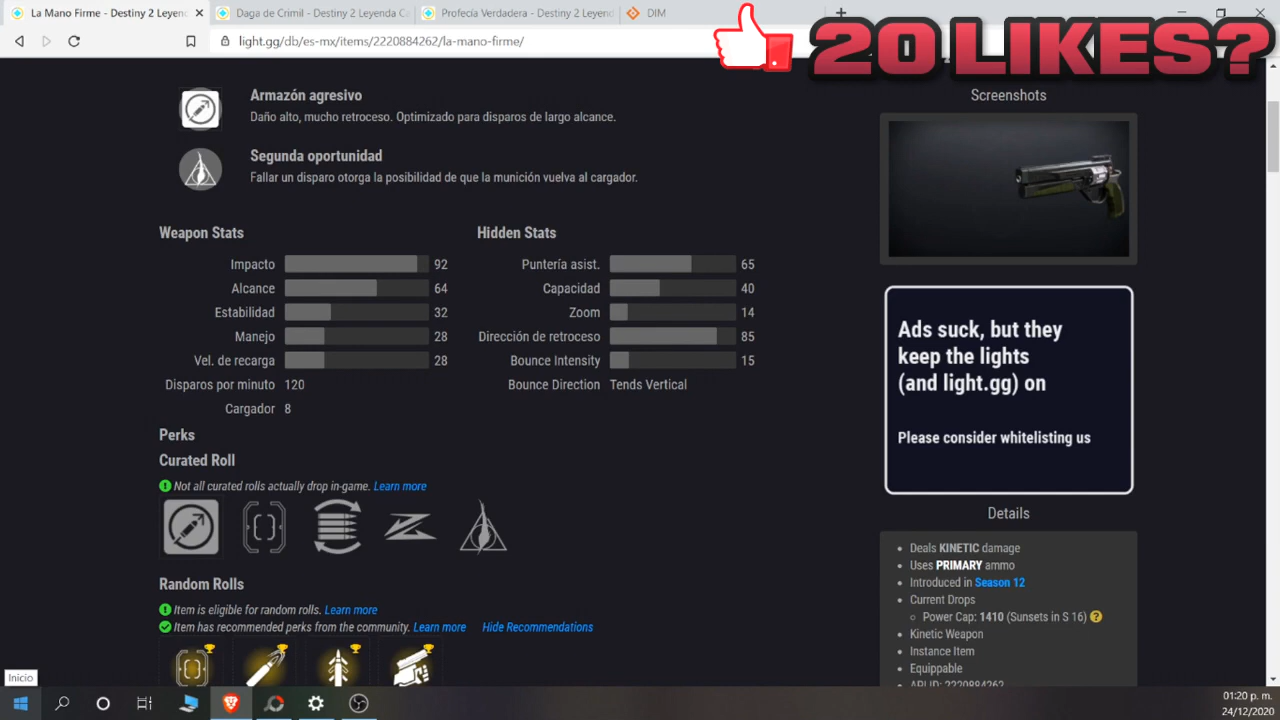 La Mano Firme - Destiny 2 Leyen
Daga de Crimil - Destiny 2 Leyenda C
Profecía Verdadera - Destiny 2 Leyend
DIM
light.gg/db/es-mx/items/2220884262/la-mano-firme/
20 LIKES?
Armazón agresivo
Daño alto, mucho retroceso. Optimizado para disparos de largo alcance.
Segunda oportunidad
Fallar un disparo otorga la posibilidad de que la munición vuelva al cargador.
Weapon Stats
Impacto 92
Alcance 64
Estabilidad 32
Manejo 28
Vel. de recarga 28
Disparos por minuto 120
Cargador 8
Hidden Stats
Puntería asist. 65
Capacidad 40
Zoom 14
Dirección de retroceso 85
Bounce Intensity 15
Bounce Direction Tends Vertical
Perks
Curated Roll
Not all curated rolls actually drop in-game. Learn more
Random Rolls
Item is eligible for random rolls. Learn more
Item has recommended perks from the community. Learn more Hide Recommendations
Screenshots
Ads suck, but they
keep the lights
(and light.gg) on
Please consider whitelisting us
Details
Deals KINETIC damage
Uses PRIMARY ammo
Introduced in Season 12
Current Drops
Power Cap: 1410 (Sunsets in S 16) ?
Kinetic Weapon
Instance Item
Equippable
API ID: 2220884262
Inicio
01:20 p. m.
24/12/2020